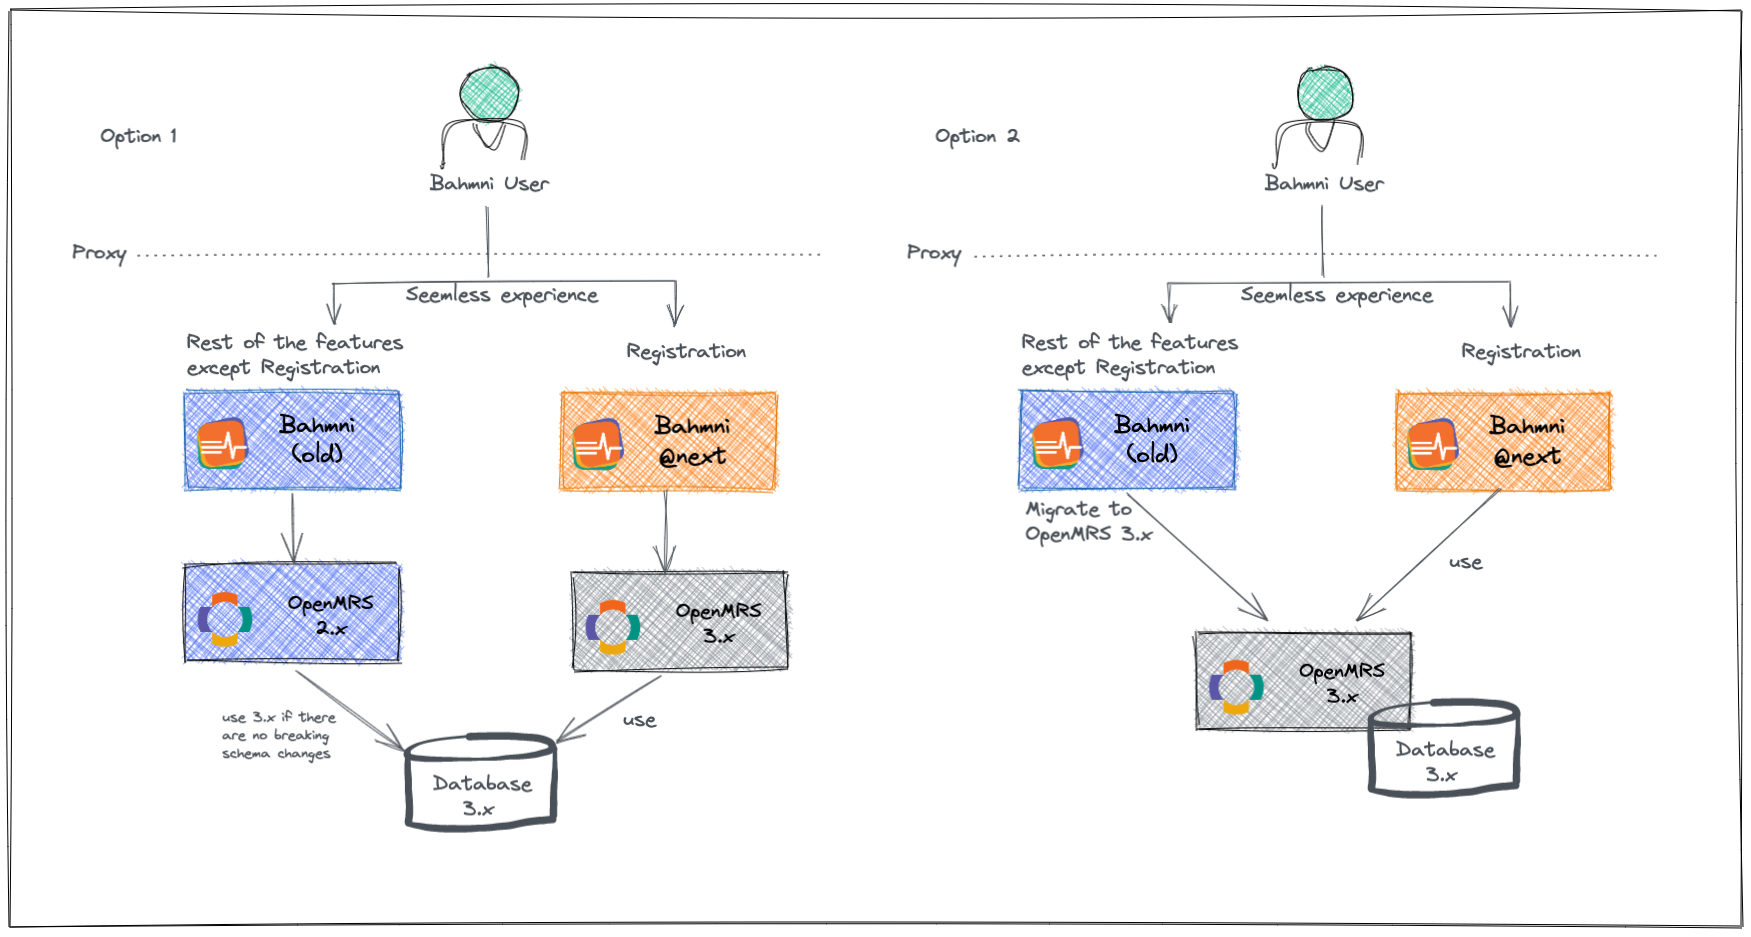 Option 1
Bahmni User
Proxy
Seemless experience
Rest of the features
except Registration
Registration
Bahmni
(old)
Bahmni
@next
OpenMRS
2.x
OpenMRS
3.x
use 3.x if there
are no breaking
schema changes
use
Database
3.x
Option 2
Bahmni User
Proxy
Seemless experience
Rest of the features
except Registration
Registration
Bahmni
(old)
Bahmni
@next
Migrate to
OpenMRS 3.x
use
OpenMRS
3.x
Database
3.x